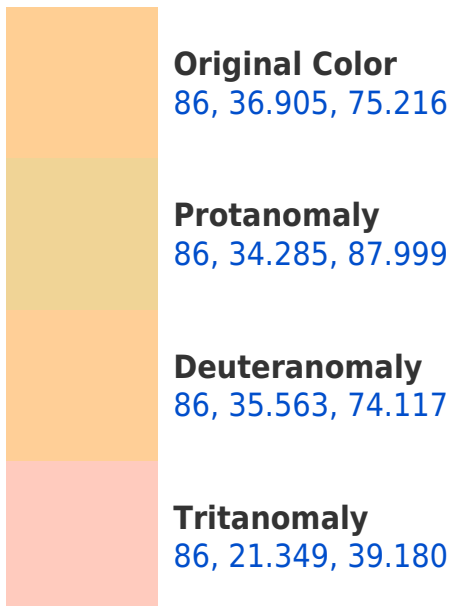 Original Color
86, 36.905, 75.216
Protanomaly
86, 34.285, 87.999
Deuteranomaly
86, 35.563, 74.117
Tritanomaly
86, 21.349, 39.180